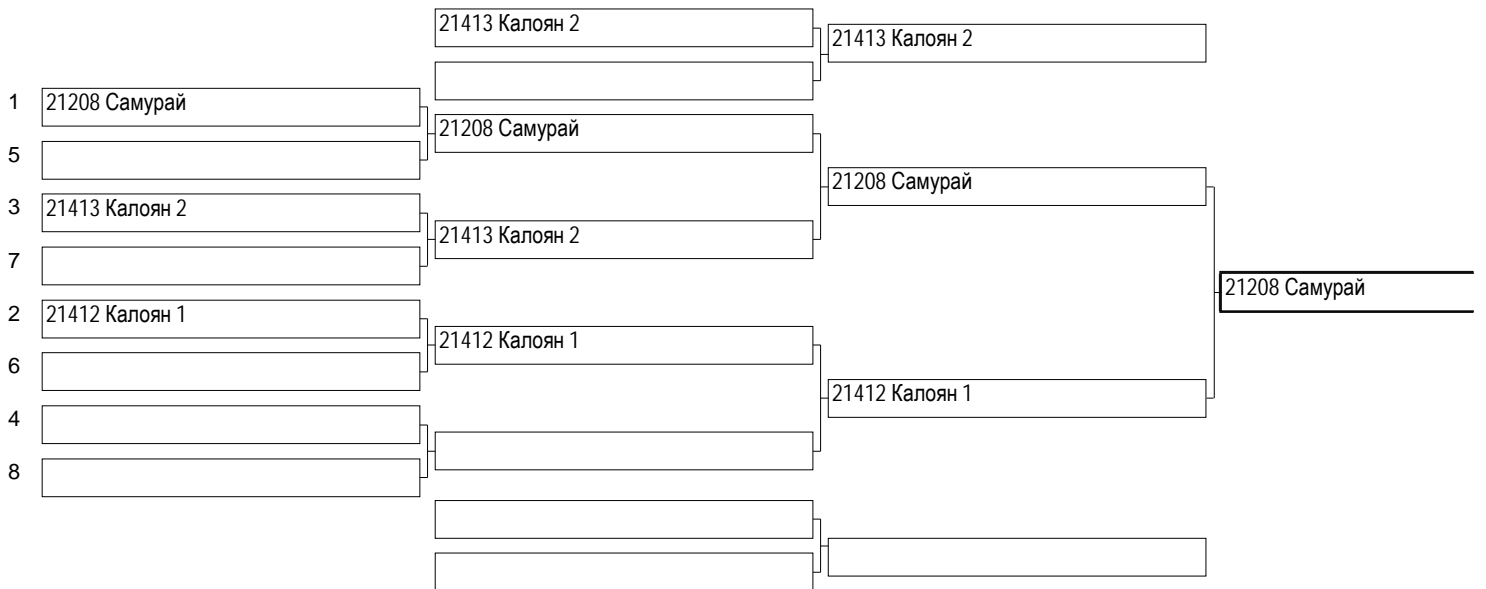 21413 Калоян 2
21413 Калоян 2
1 21208 Самурай
21208 Самурай
5
21208 Самурай
3 21413 Калоян 2
21413 Калоян 2
7
21208 Самурай
2 21412 Калоян 1
21412 Калоян 1
6
21412 Калоян 1
4
8